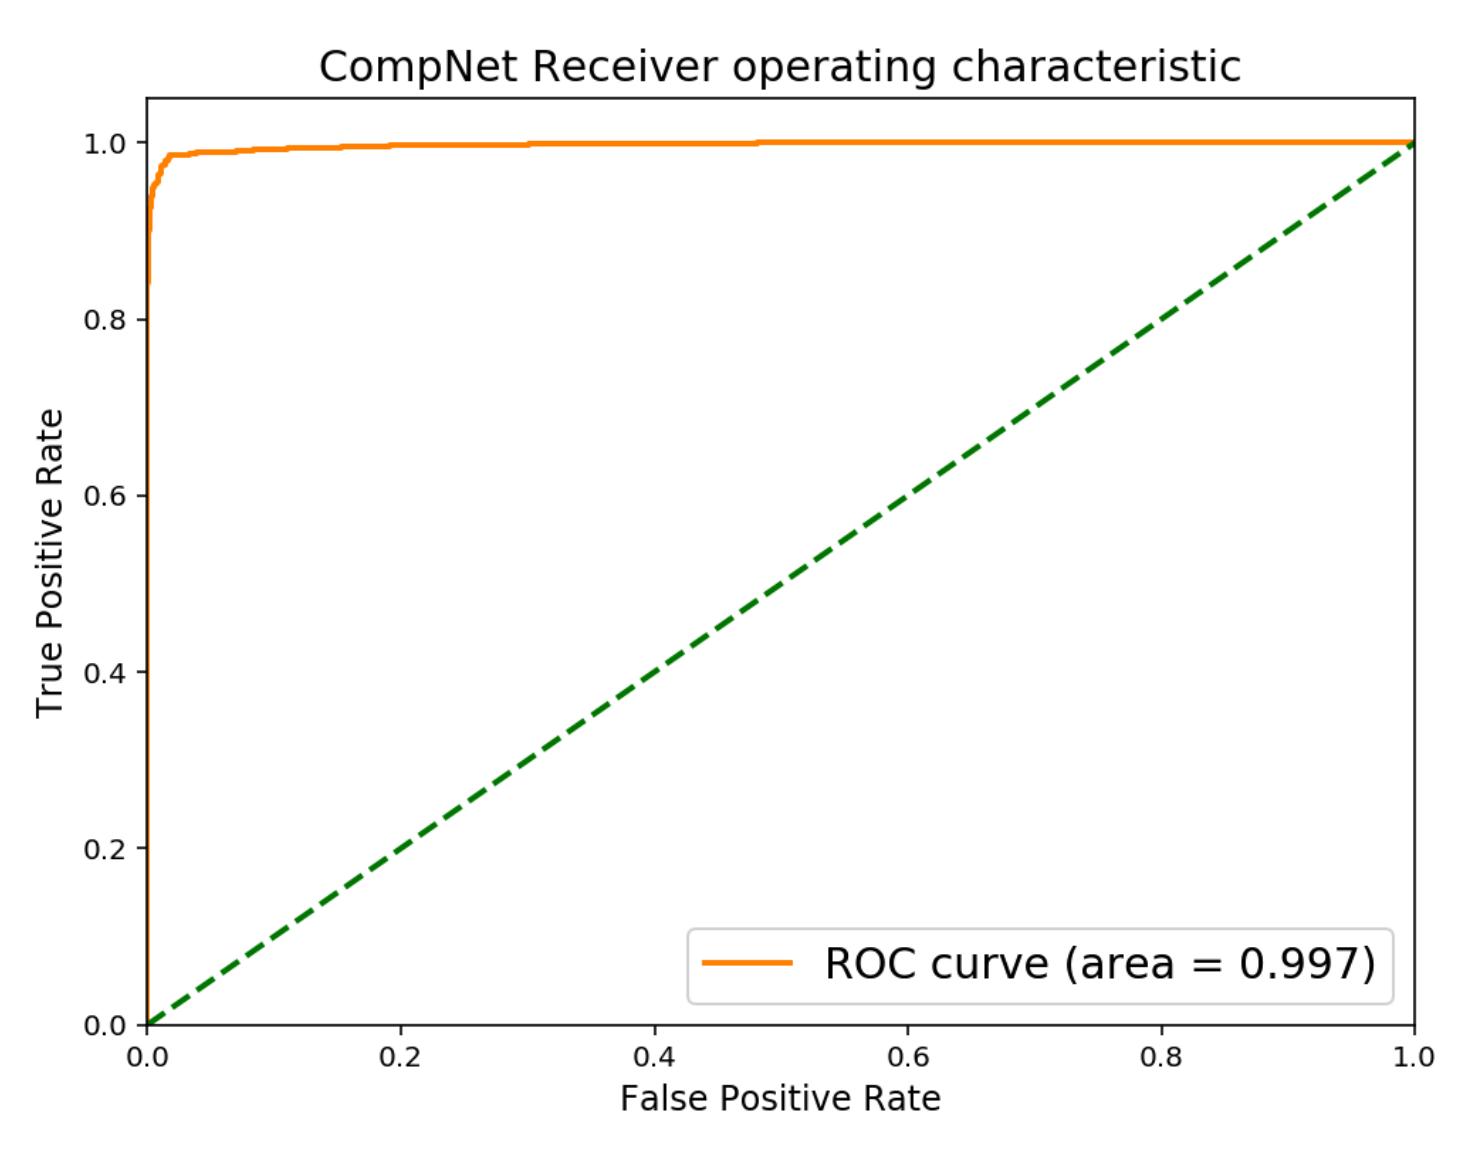 CompNet Receiver operating characteristic
True Positive Rate
1.0
0.8
0.6
0.4
0.2
0.0
ROC curve (area = 0.997)
0.0 0.2 0.4 0.6 0.8 1.0
False Positive Rate